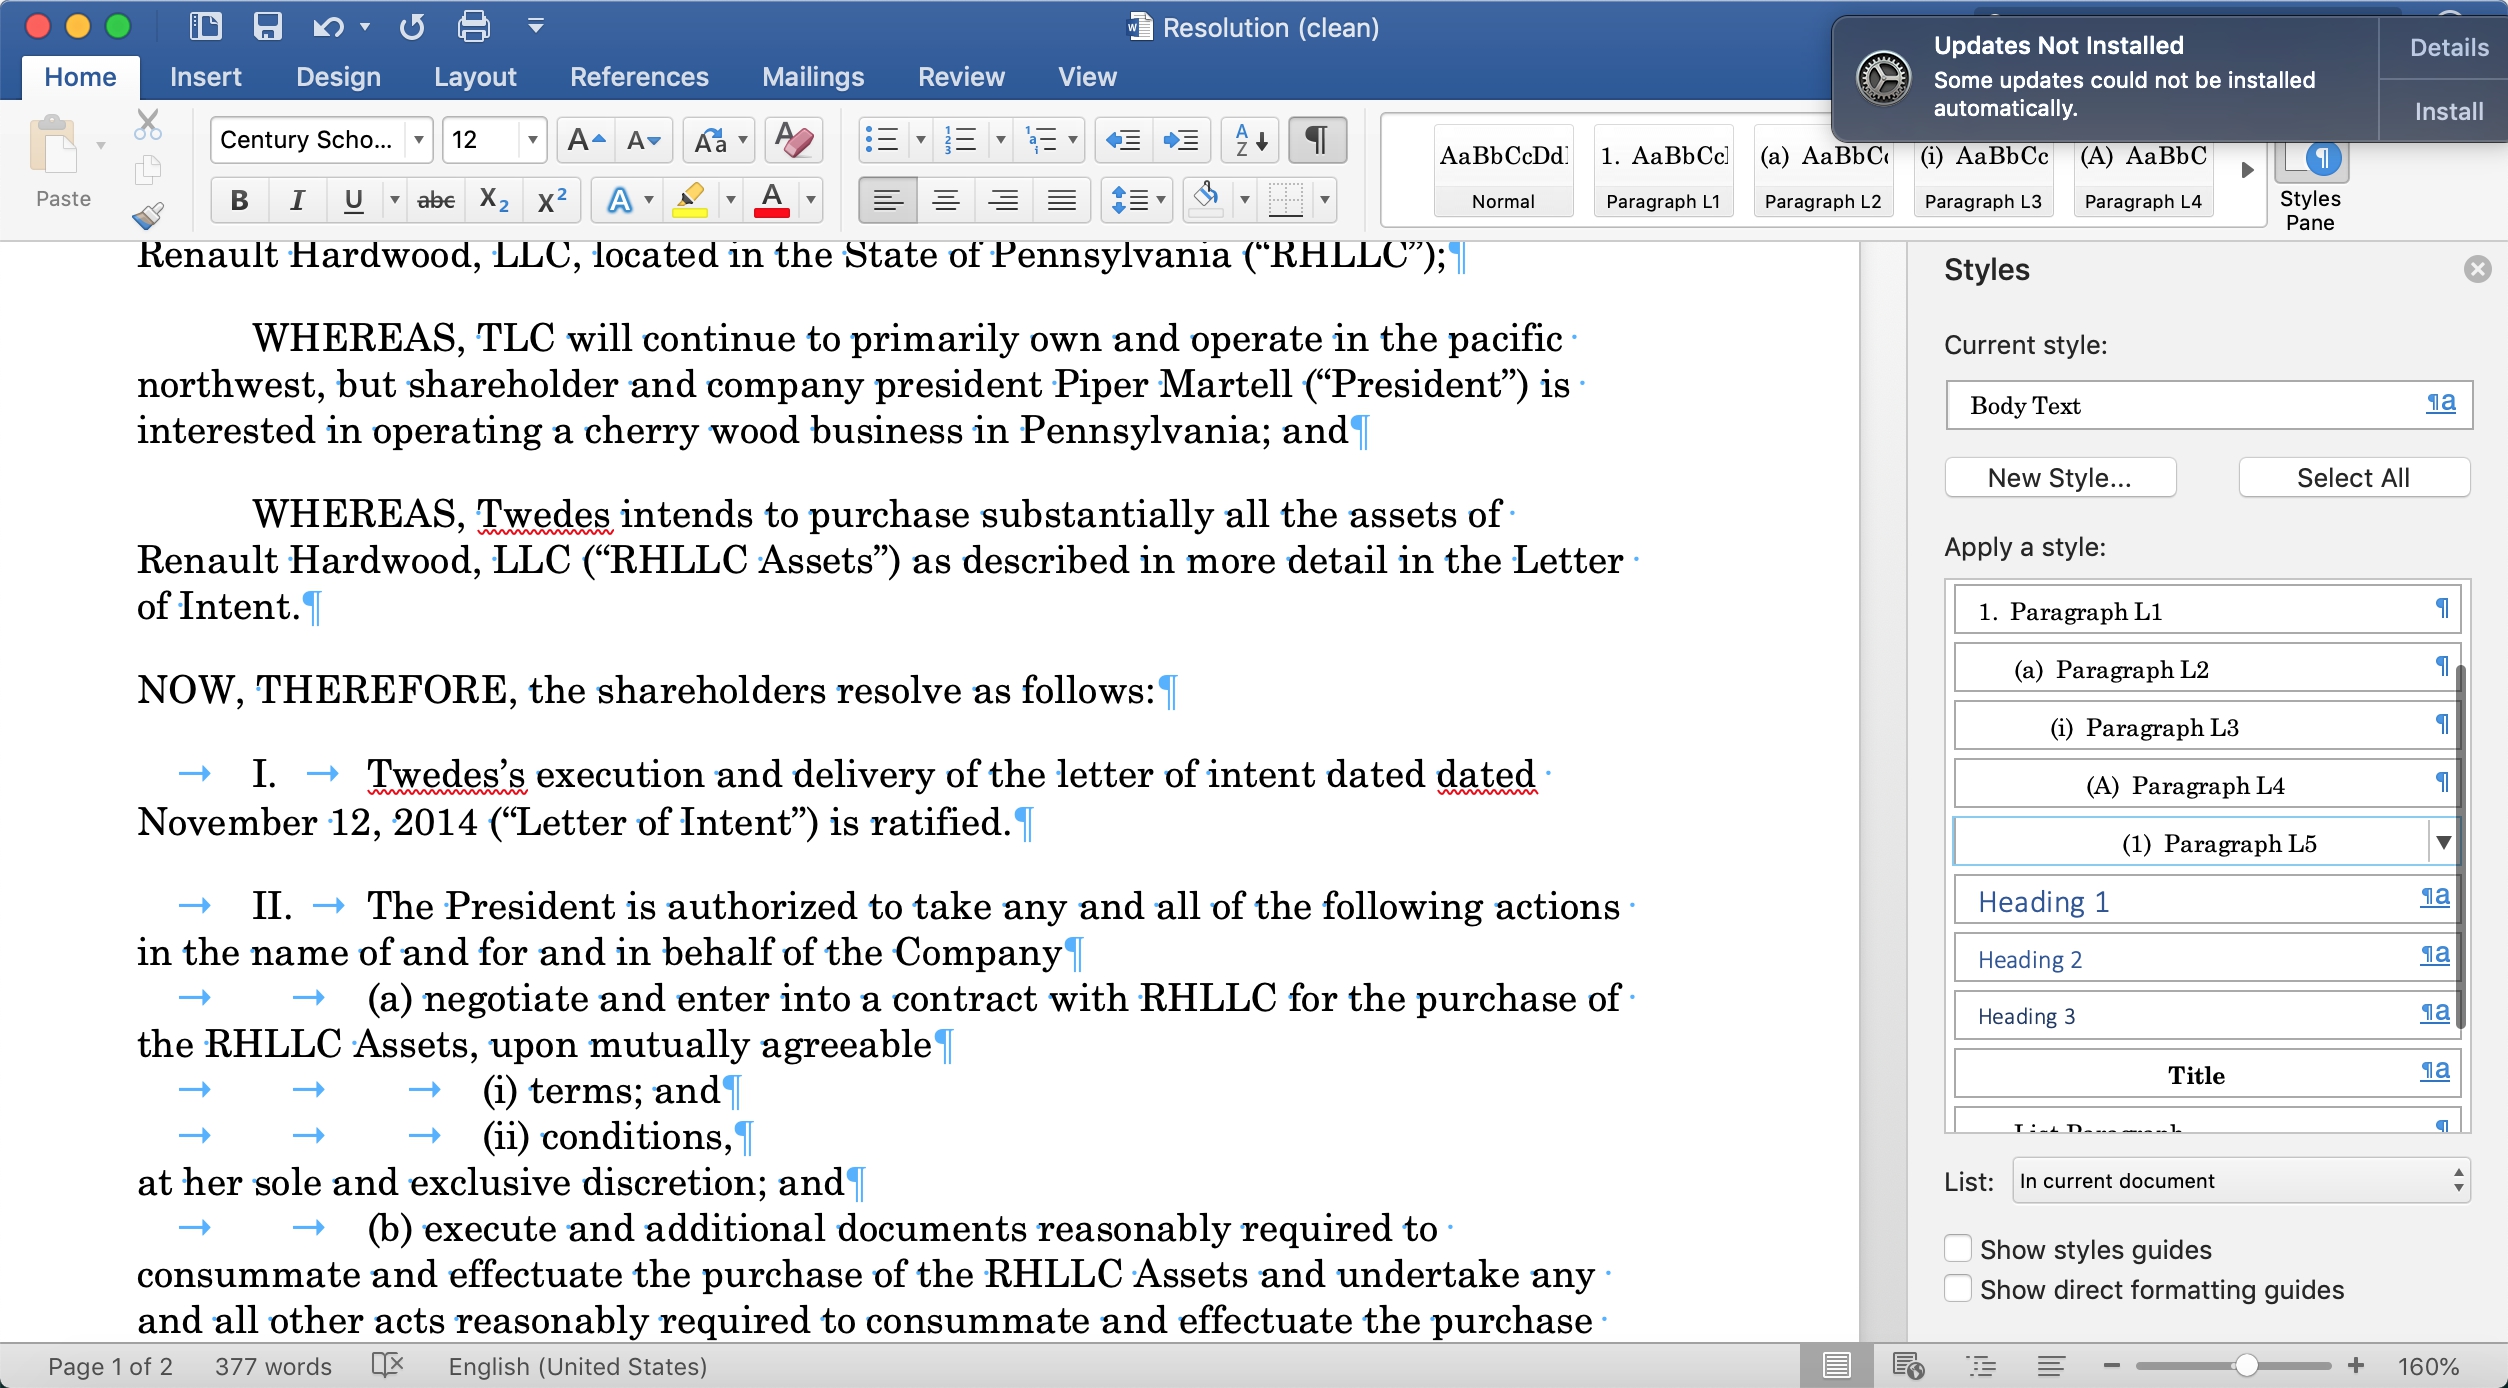 Resolution (clean)
Updates Not Installed
Some updates could not be installed
automatically.
Details
Install
Home Insert Design Layout References Mailings Review View
Paste
Century Scho... 12
AaBbCcDd
Normal
1. AaBbCc
Paragraph L1
(a) AaBbC
Paragraph L2
(i) AaBbCc
Paragraph L3
(A) AaBbC
Paragraph L4
Styles
Pane
Renault Hardwood, LLC, located in the State of Pennsylvania (“RHLLC”);¶
WHEREAS, TLC will continue to primarily own and operate in the pacific
northwest, but shareholder and company president Piper Martell (“President”) is
interested in operating a cherry wood business in Pennsylvania; and¶
WHEREAS, Twedes intends to purchase substantially all the assets of
Renault Hardwood, LLC (“RHLLC Assets”) as described in more detail in the Letter
of Intent.¶
NOW, THEREFORE, the shareholders resolve as follows:¶
→ I. → Twedes’s execution and delivery of the letter of intent dated dated
November 12, 2014 (“Letter of Intent”) is ratified.¶
→ II. → The President is authorized to take any and all of the following actions
in the name of and for and in behalf of the Company¶
→ → (a) negotiate and enter into a contract with RHLLC for the purchase of
the RHLLC Assets, upon mutually agreeable¶
→ → → (i) terms; and¶
→ → → (ii) conditions,¶
at her sole and exclusive discretion; and¶
→ → (b) execute and additional documents reasonably required to
consummate and effectuate the purchase of the RHLLC Assets and undertake any
and all other acts reasonably required to consummate and effectuate the purchase
Styles
Current style:
Body Text ¶a
New Style... Select All
Apply a style:
1. Paragraph L1 ¶
(a) Paragraph L2 ¶
(i) Paragraph L3 ¶
(A) Paragraph L4 ¶
(1) Paragraph L5
Heading 1 ¶a
Heading 2 ¶a
Heading 3 ¶a
Title ¶a
List Paragraph ¶
List: In current document
Show styles guides
Show direct formatting guides
Page 1 of 2 377 words English (United States) 160%